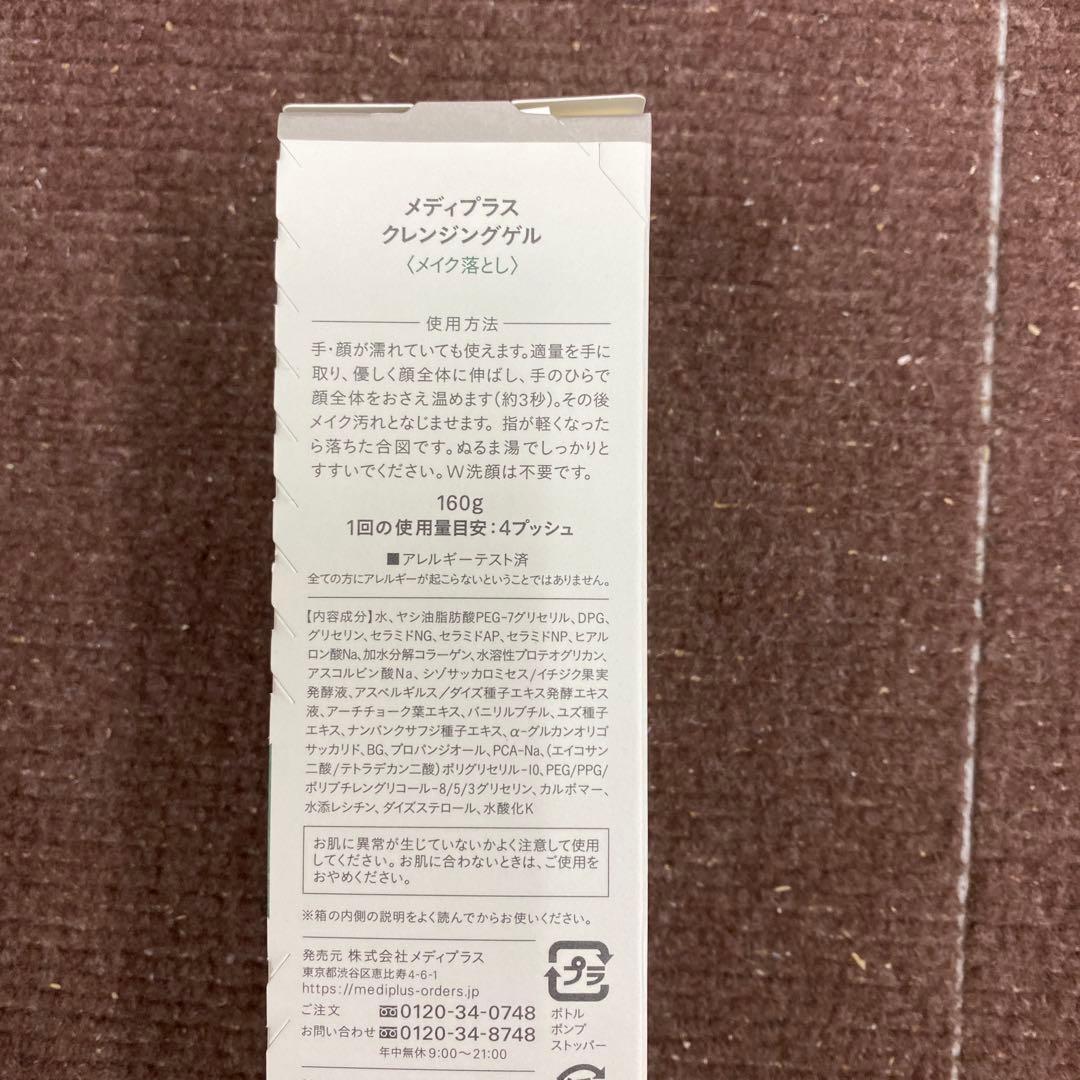 メディプラス
クレンジングゲル
〈メイク落とし〉
使用方法
手・顔が濡れていても使えます。適量を手に
取り、優しく顔全体に伸ばし、手のひらで
顔全体をおさえ温めます(約3秒)。その後
メイク汚れとなじませます。指が軽くなった
ら落ちた合図です。ぬるま湯でしっかりと
すすいでください。W洗顔は不要です。
160g
1回の使用量目安:4プッシュ
■アレルギーテスト済
全ての方にアレルギーが起こらないということではありません。
【内容成分】水、ヤシ油脂肪酸PEG-7グリセリル、DPG、
グリセリン、セラミドNG、セラミドAP、セラミドNP、ヒアル
ロン酸Na、加水分解コラーゲン、水溶性プロテオグリカン、
アスコルビン酸Na、シゾサッカロミセス/イチジク果実
発酵液、アスペルギルス/ダイズ種子エキス発酵エキス
液、アーチチョーク葉エキス、バニリルブチル、ユズ種子
エキス、ナンバンクサフジ種子エキス、α-グルカンオリゴ
サッカリド、BG、プロパンジオール、PCA-Na、(エイコサン
二酸/テトラデカン二酸)ポリグリセリル-10、PEG/PPG/
ポリブチレングリコール-8/5/3グリセリン、カルボマー、
水添レシチン、ダイズステロール、水酸化K
お肌に異常が生じていないかよく注意して使用
してください。お肌に合わないときは、ご使用を
おやめください。
※箱の内側の説明をよく読んでからお使いください。
発売元 株式会社メディプラス
東京都渋谷区恵比寿4-6-1
https://mediplus-orders.jp/
ご注文 0120-34-0748
お問い合わせ 0120-34-8748
年中無休9:00〜21:00
プラ
ボトル
ポンプ
ストッパー